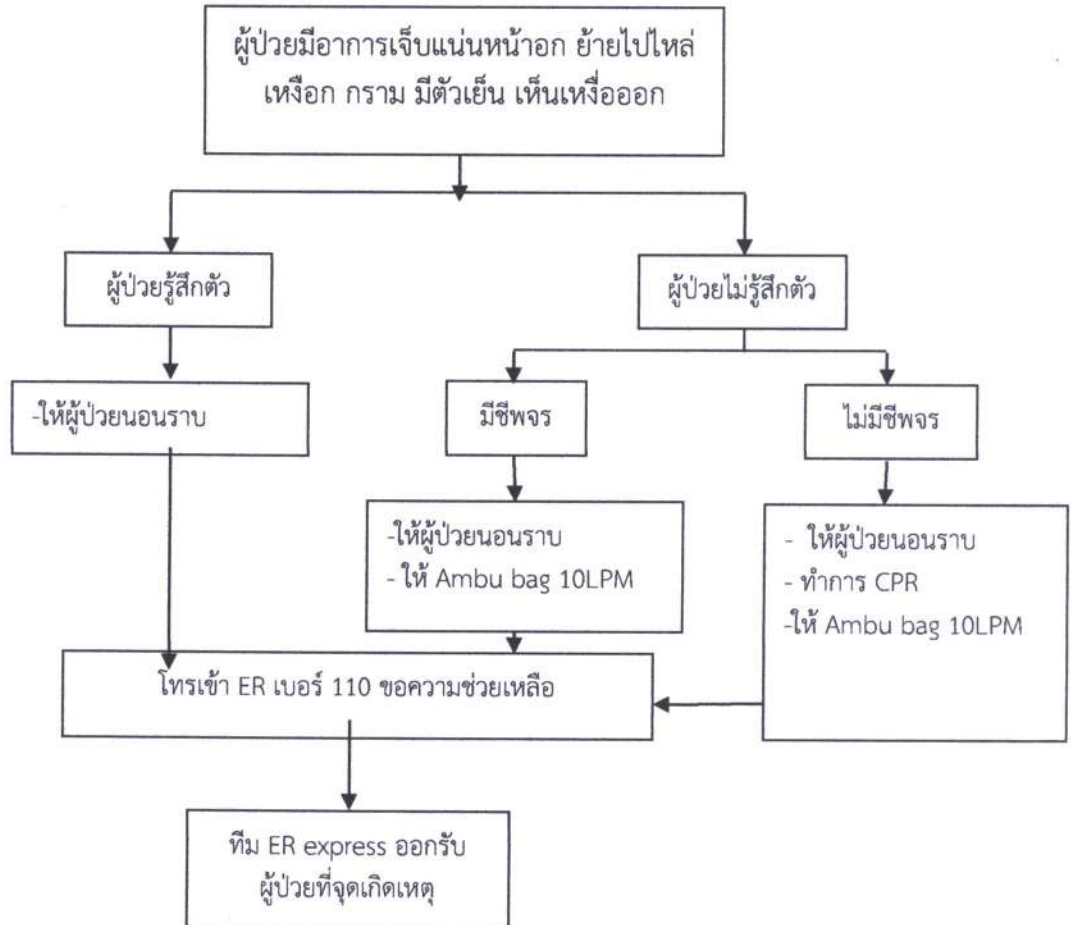 ผู้ป่วยมีอาการเจ็บแน่นหน้าอก ย้ายไปไหล่
เหงือก กราม มีตัวเย็น เห็นเหงื่อออก
ผู้ป่วยรู้สึกตัว
ผู้ป่วยไม่รู้สึกตัว
-ให้ผู้ป่วยนอนราบ
มีชีพจร
ไม่มีชีพจร
-ให้ผู้ป่วยนอนราบ
- ให้ Ambu bag 10LPM
- ให้ผู้ป่วยนอนราบ
- ทำการ CPR
-ให้ Ambu bag 10LPM
โทรเข้า ER เบอร์ 110 ขอความช่วยเหลือ
ทีม ER express ออกรับ
ผู้ป่วยที่จุดเกิดเหตุ